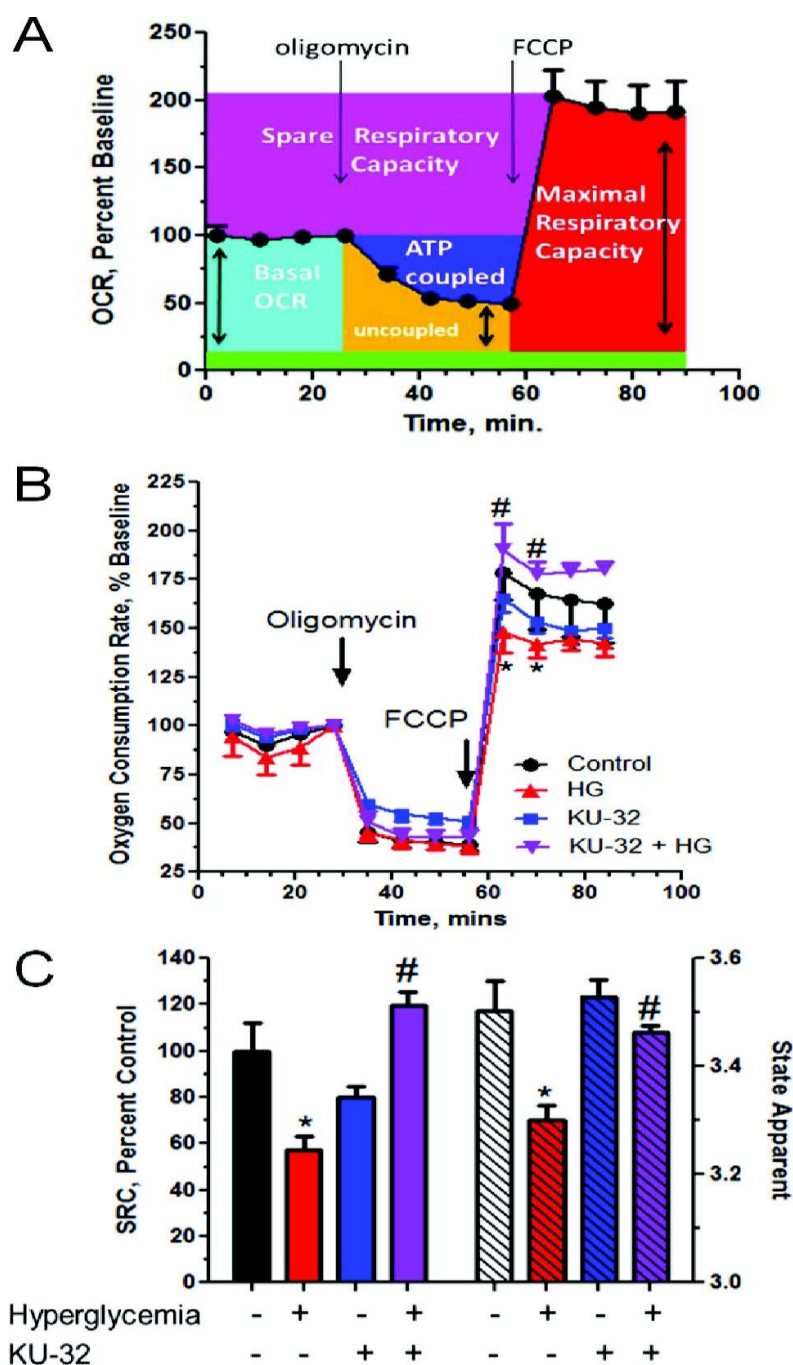 A
oligomycin
FCCP
OCR, Percent Baseline
250
200
150
100
50
0
Spare Respiratory
Capacity
Maximal
Respiratory
Capacity
Basal
OCR
ATP
coupled
uncoupled
0 20 40 60 80 100
Time, min.
B
Oxygen Consumption Rate, % Baseline
225
200
175
150
125
100
75
50
25
Oligomycin
FCCP
# #
* *
Control
HG
KU-32
KU-32 + HG
0 20 40 60 80 100
Time, mins
C
SRC, Percent Control
140
120
100
80
60
40
20
0
* # * #
3.6
3.4
3.2
3.0
State Apparent
Hyperglycemia - + - + - + - +
KU-32 - - + + - - + +